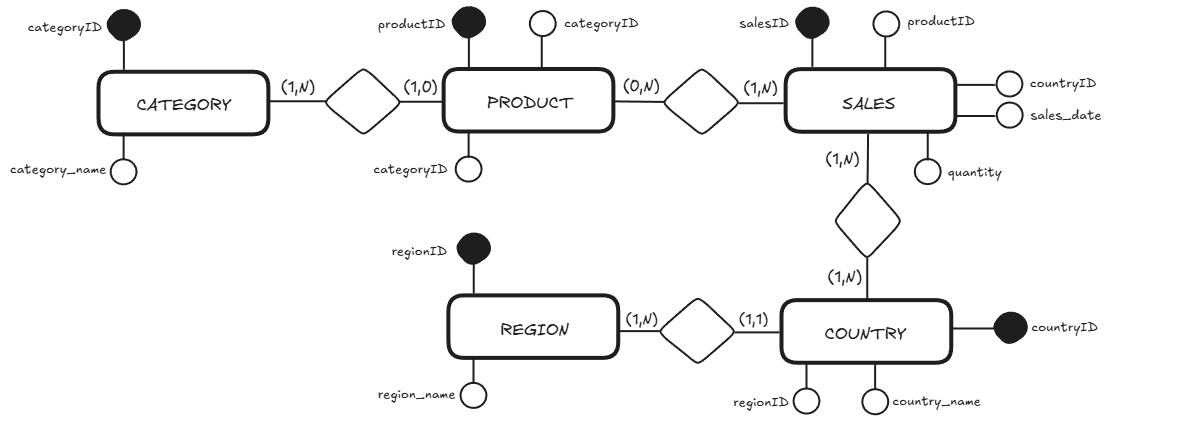 categoryID
productID
categoryID
salesID
productID
(1,N)
(1,0)
(0,N)
(1,N)
countryID
CATEGORY
PRODUCT
SALES
sales_date
(1,N)
category_name
categoryID
quantity
regionID
(1,N)
(1,N)
(1,1)
REGION
COUNTRY
countryID
region_name
regionID
country_name